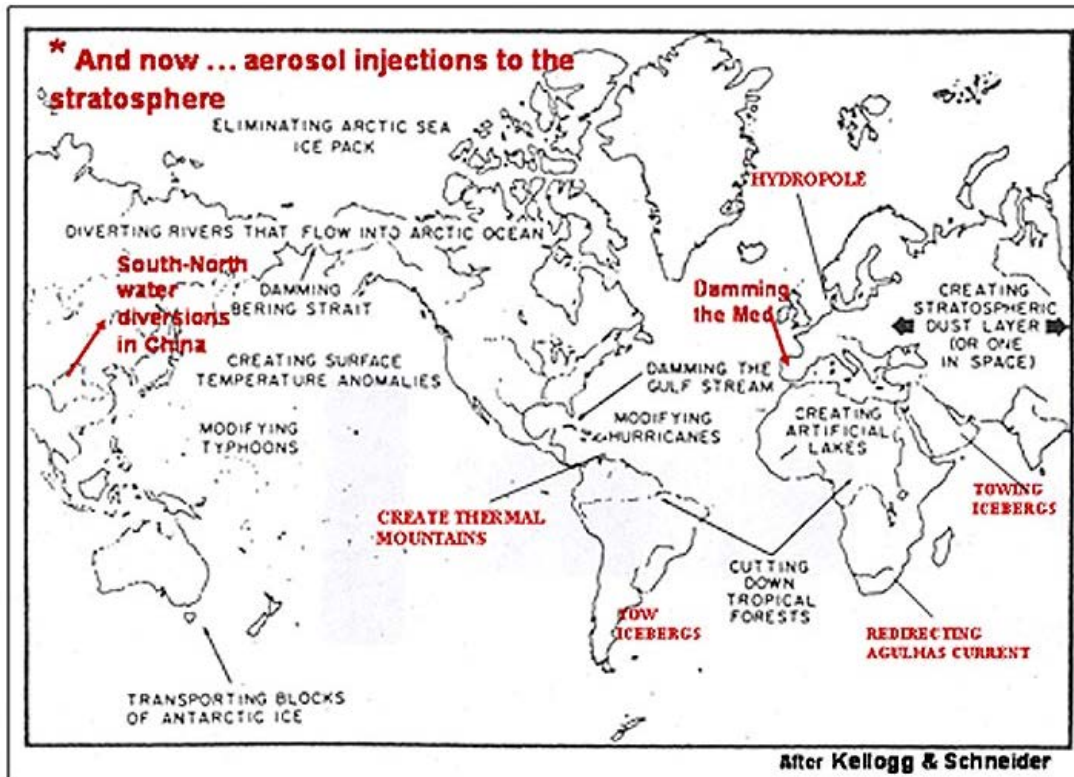 * And now ... aerosol injections to the
stratosphere
ELIMINATING ARCTIC SEA
ICE PACK
HYDROPOLE
DIVERTING RIVERS THAT FLOW INTO ARCTIC OCEAN
South-North
water
diversions
in China
DAMMING
BERING STRAIT
Damming
the Med
CREATING
STRATOSPHERIC
DUST LAYER
(OR ONE
IN SPACE)
CREATING SURFACE
TEMPERATURE ANOMALIES
DAMMING THE
GULF STREAM
MODIFYING
TYPHOONS
MODIFYING
HURRICANES
CREATING
ARTIFICIAL
LAKES
TOWING
ICEBERGS
CREATE THERMAL
MOUNTAINS
CUTTING
DOWN
TROPICAL
FORESTS
TOW
ICEBERGS
REDIRECTING
AGULHAS CURRENT
TRANSPORTING BLOCKS
OF ANTARCTIC ICE
After Kellogg & Schneider